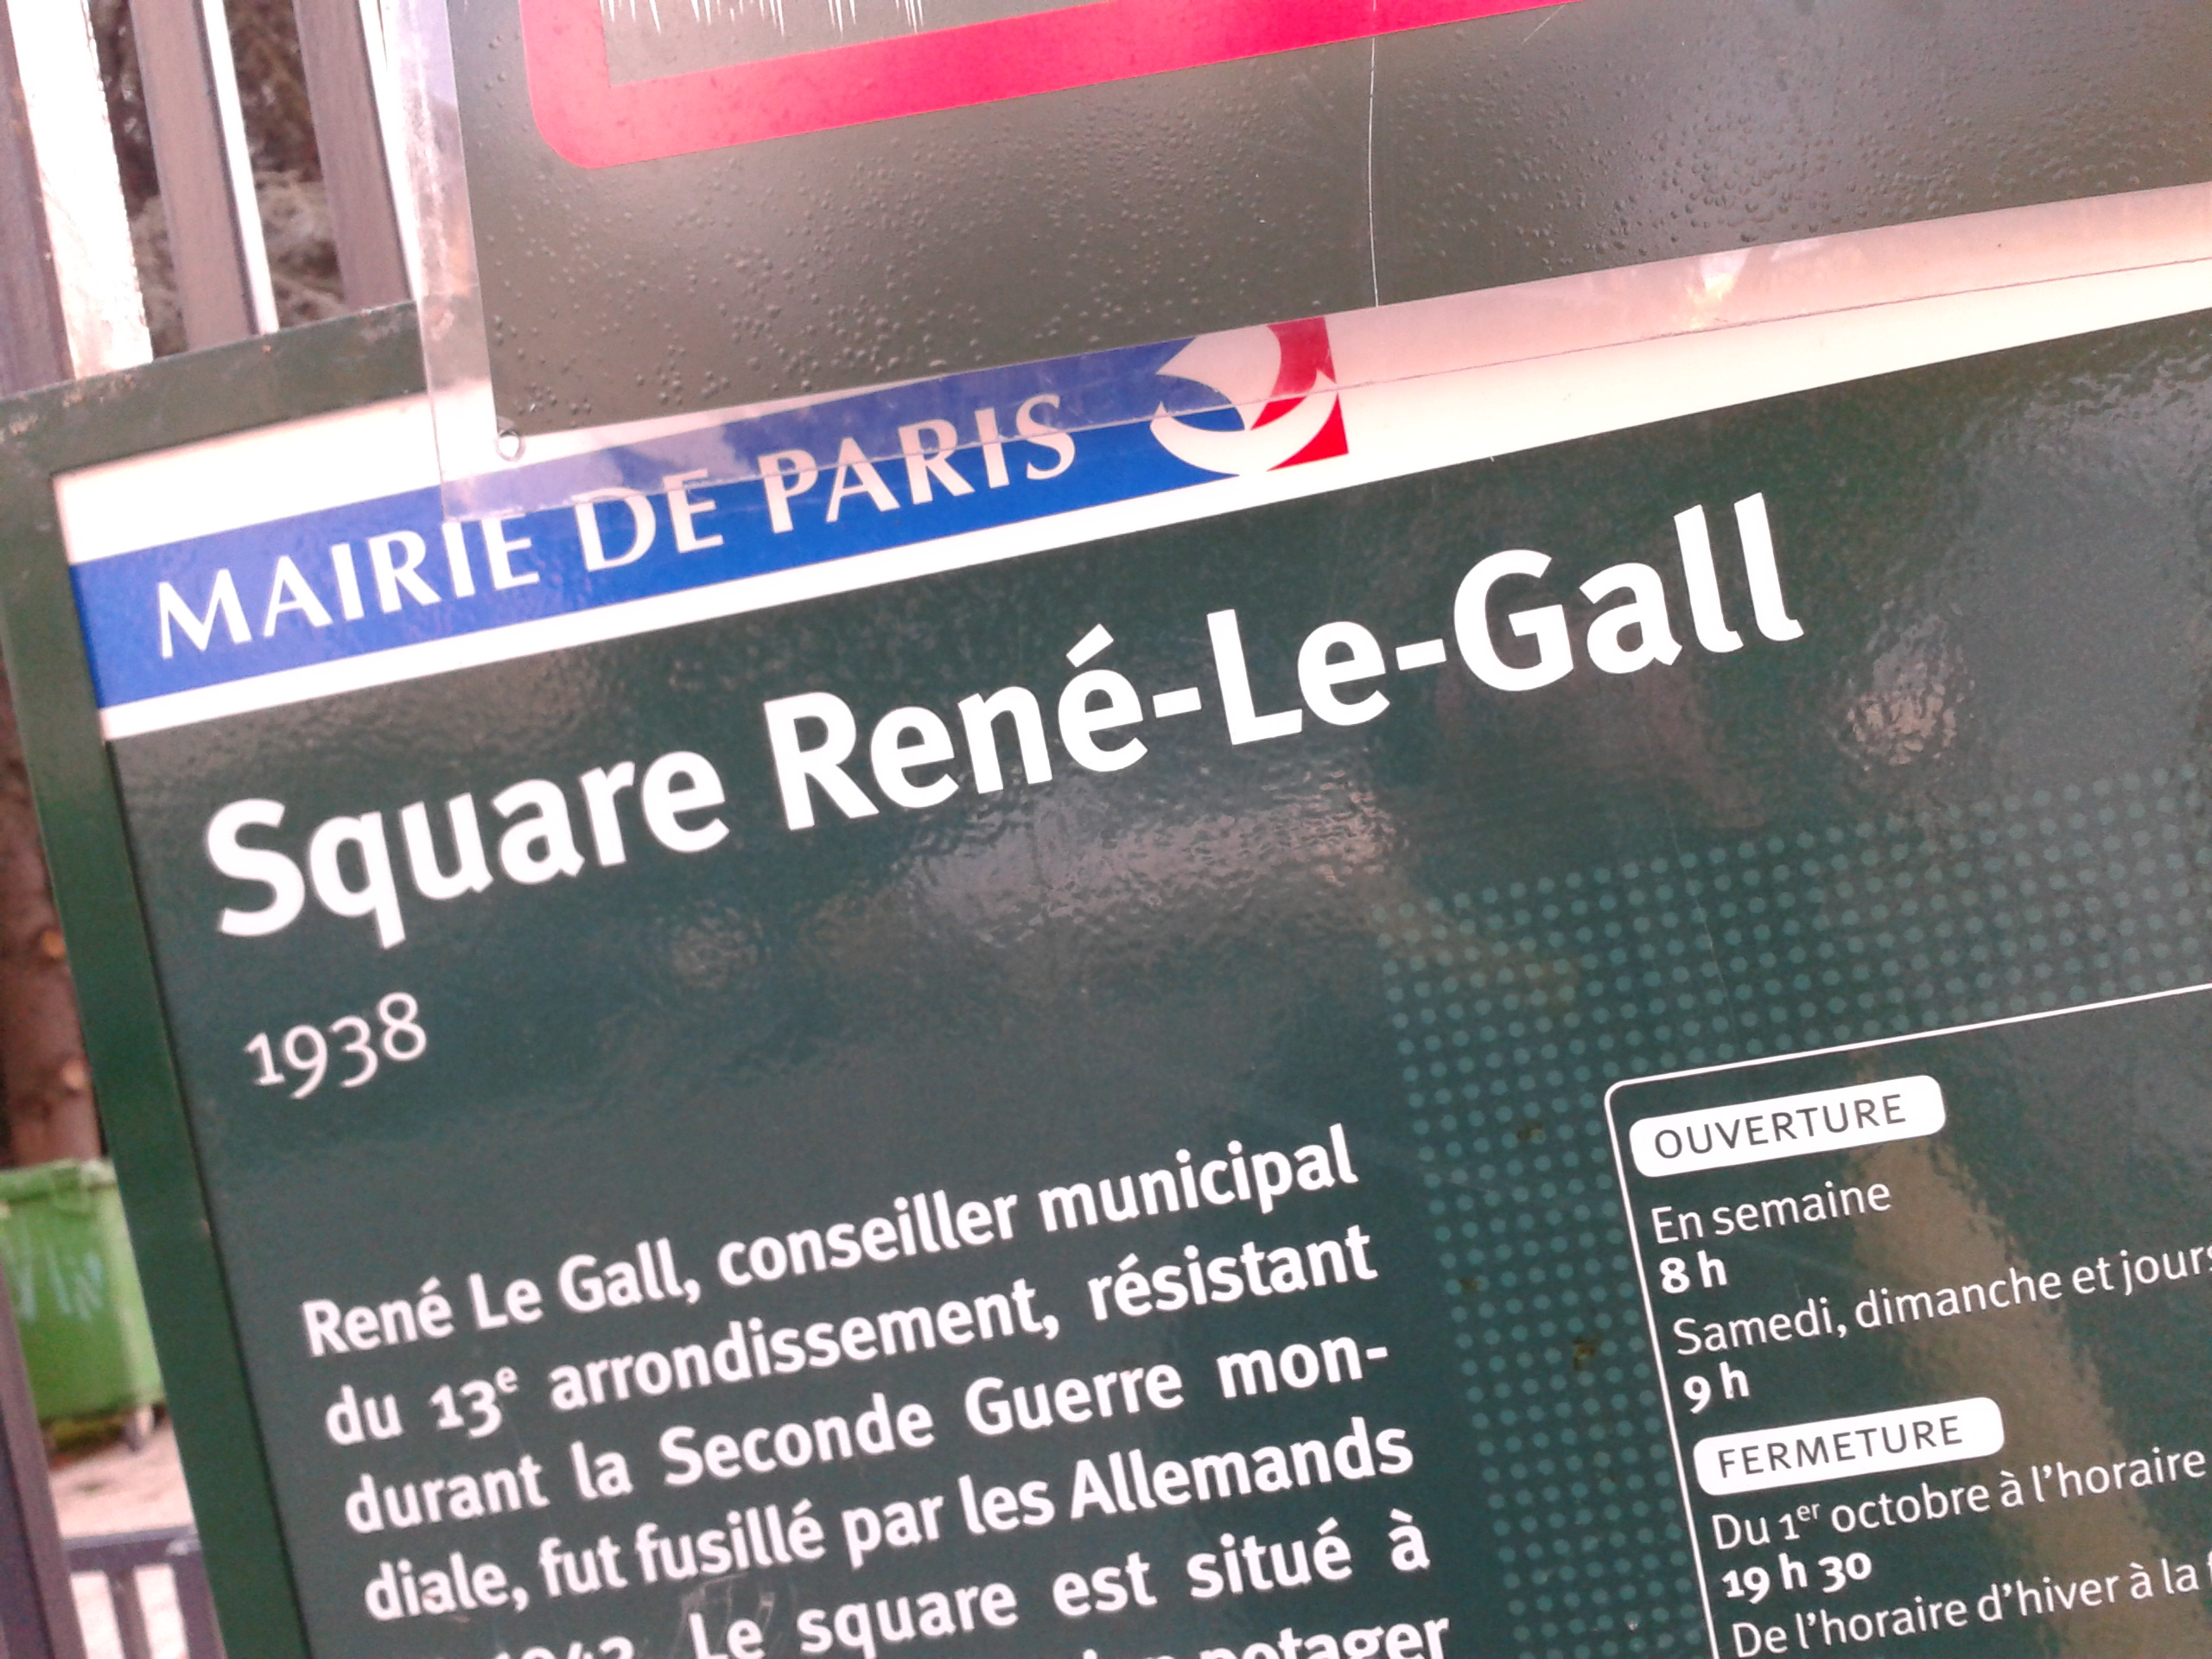 MAIRIE DE PARIS
Square René-Le-Gall
1938
René Le Gall, conseiller municipal
du 13e arrondissement, résistant
durant la Seconde Guerre mon-
diale, fut fusillé par les Allemands
Le square est situé à
potager
OUVERTURE
En semaine
8 h
Samedi, dimanche et jours
9 h
FERMETURE
Du 1er octobre à l'horaire
19 h 30
De l'horaire d'hiver à la